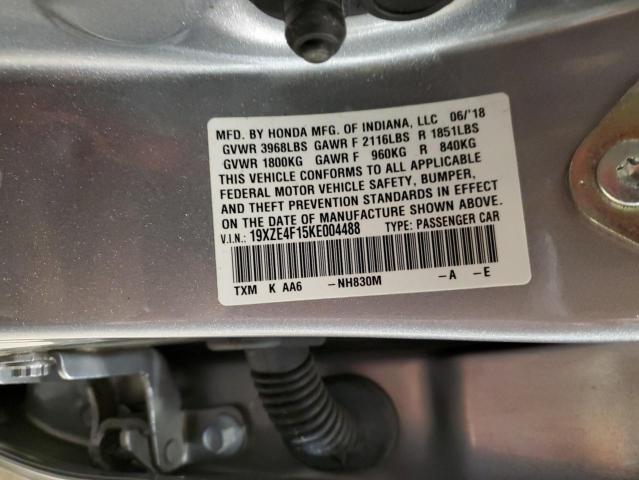 MFD. BY HONDA MFG. OF INDIANA, LLC 06/'18
GVWR 3968LBS GAWR F 2116LBS R 1851LBS
GVWR 1800KG GAWR F 960KG R 840KG
THIS VEHICLE CONFORMS TO ALL APPLICABLE
FEDERAL MOTOR VEHICLE SAFETY, BUMPER,
AND THEFT PREVENTION STANDARDS IN EFFECT
ON THE DATE OF MANUFACTURE SHOWN ABOVE.
V.I.N.: 19XZE4F15KE004488 TYPE: PASSENGER CAR
TXM K AA6 -NH830M -A -E